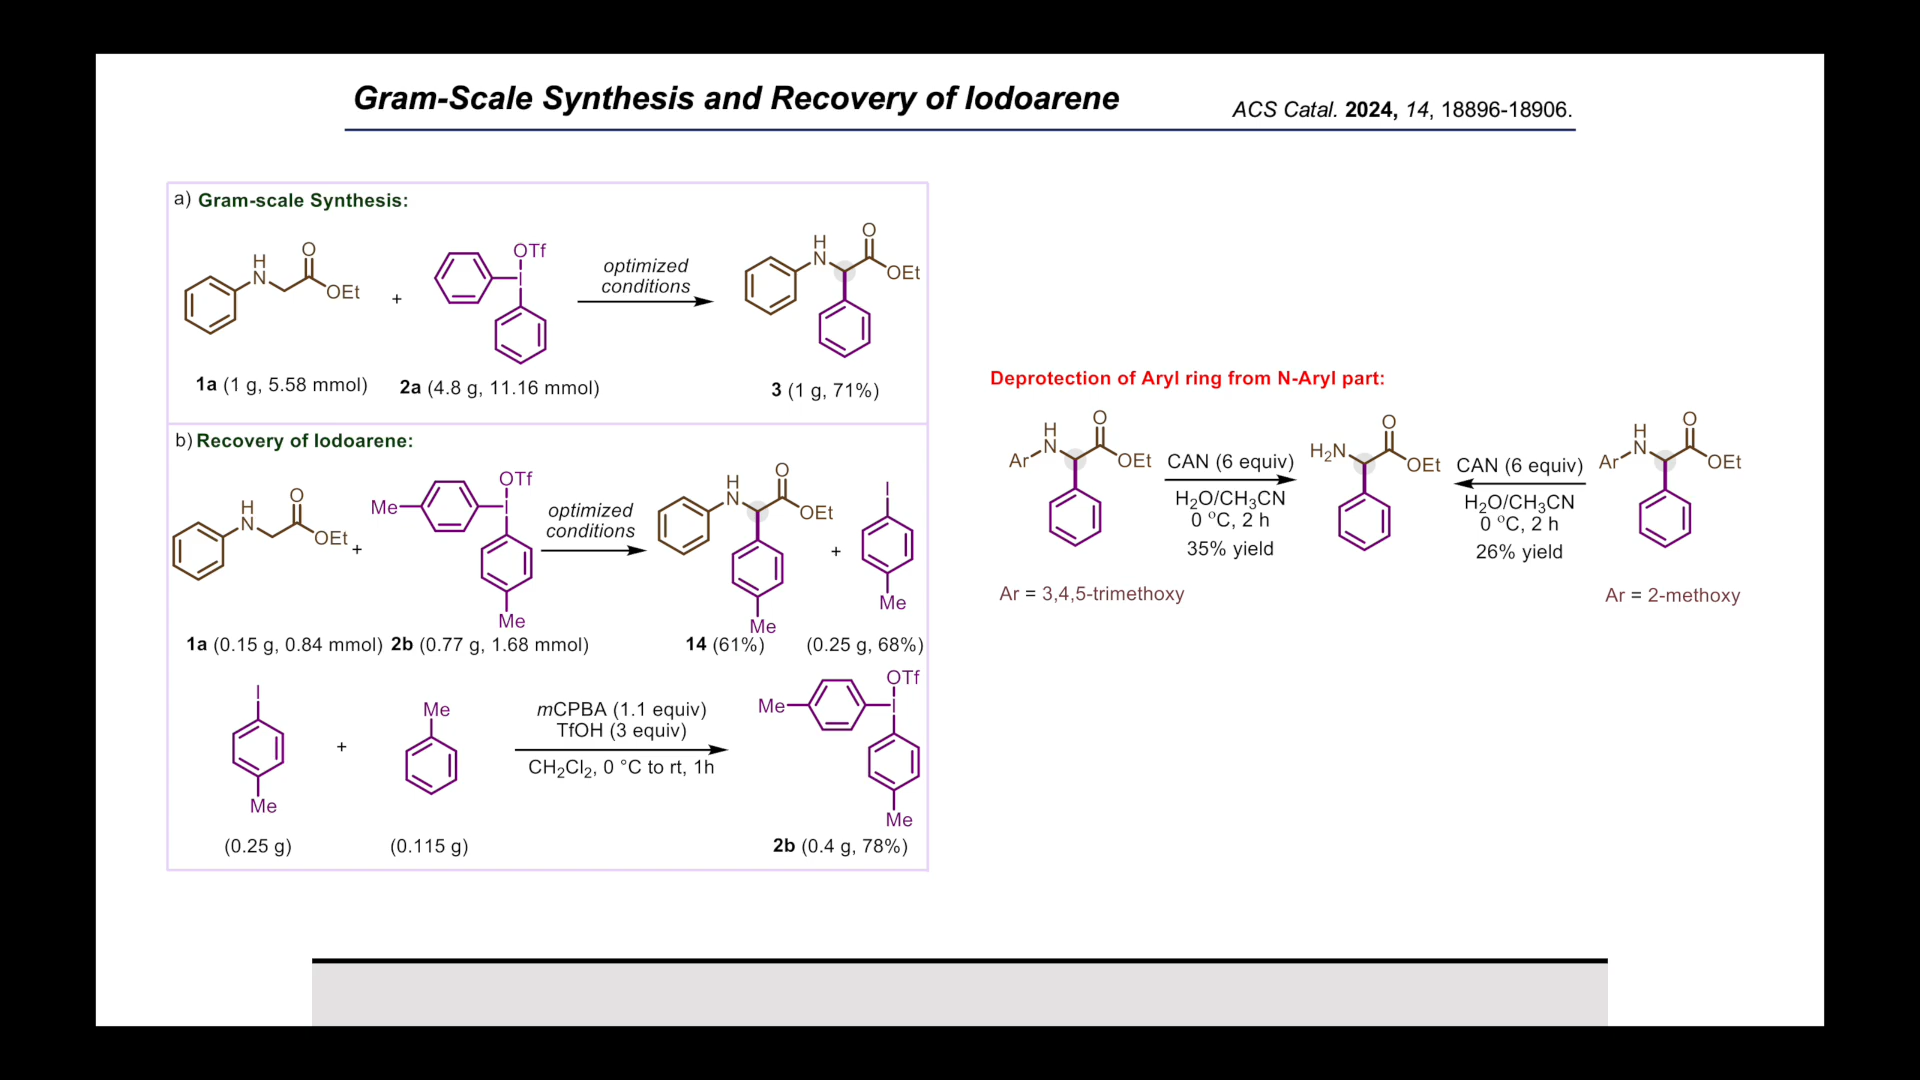 Gram-Scale Synthesis and Recovery of Iodoarene
ACS Catal. 2024, 14, 18896-18906.
a) Gram-scale Synthesis:
H
N
O
OEt
+
OTf
I
optimized
conditions
H
N
O
OEt
1a (1 g, 5.58 mmol)
2a (4.8 g, 11.16 mmol)
3 (1 g, 71%)
b) Recovery of Iodoarene:
H
N
O
OEt
+
Me
OTf
I
Me
optimized
conditions
H
N
O
OEt
Me
+
I
Me
1a (0.15 g, 0.84 mmol)
2b (0.77 g, 1.68 mmol)
14 (61%)
(0.25 g, 68%)
I
Me
+
Me
mCPBA (1.1 equiv)
TfOH (3 equiv)
CH2Cl2, 0 °C to rt, 1h
Me
OTf
I
Me
(0.25 g)
(0.115 g)
2b (0.4 g, 78%)
Deprotection of Aryl ring from N-Aryl part:
Ar
H
N
O
OEt
CAN (6 equiv)
H2O/CH3CN
0 °C, 2 h
35% yield
H2N
O
OEt
CAN (6 equiv)
H2O/CH3CN
0 °C, 2 h
26% yield
Ar
H
N
O
OEt
Ar = 3,4,5-trimethoxy
Ar = 2-methoxy